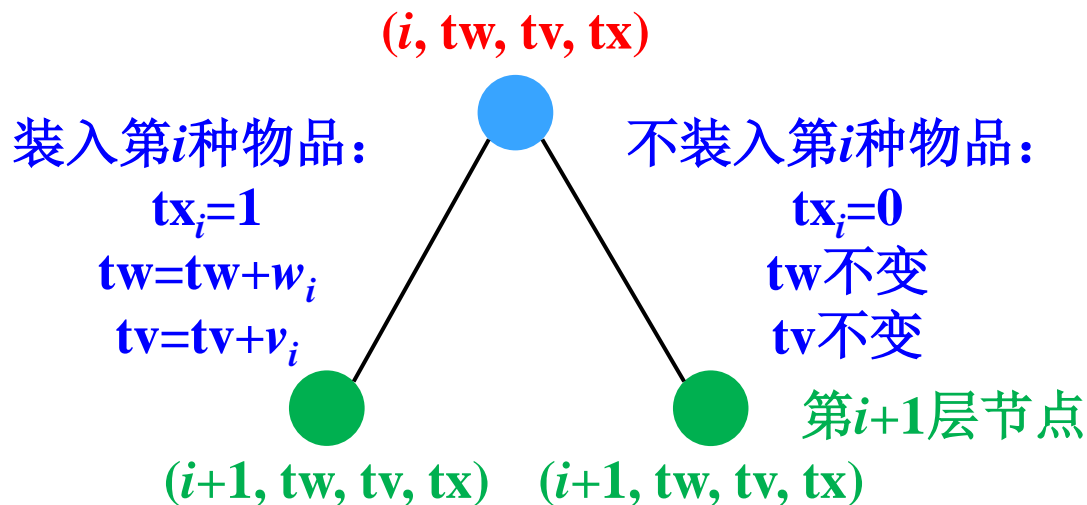 (i, tw, tv, tx)
装入第i种物品：
txi=1
tw=tw+wi
tv=tv+vi
不装入第i种物品：
txi=0
tw不变
tv不变
第i+1层节点
(i+1, tw, tv, tx)
(i+1, tw, tv, tx)